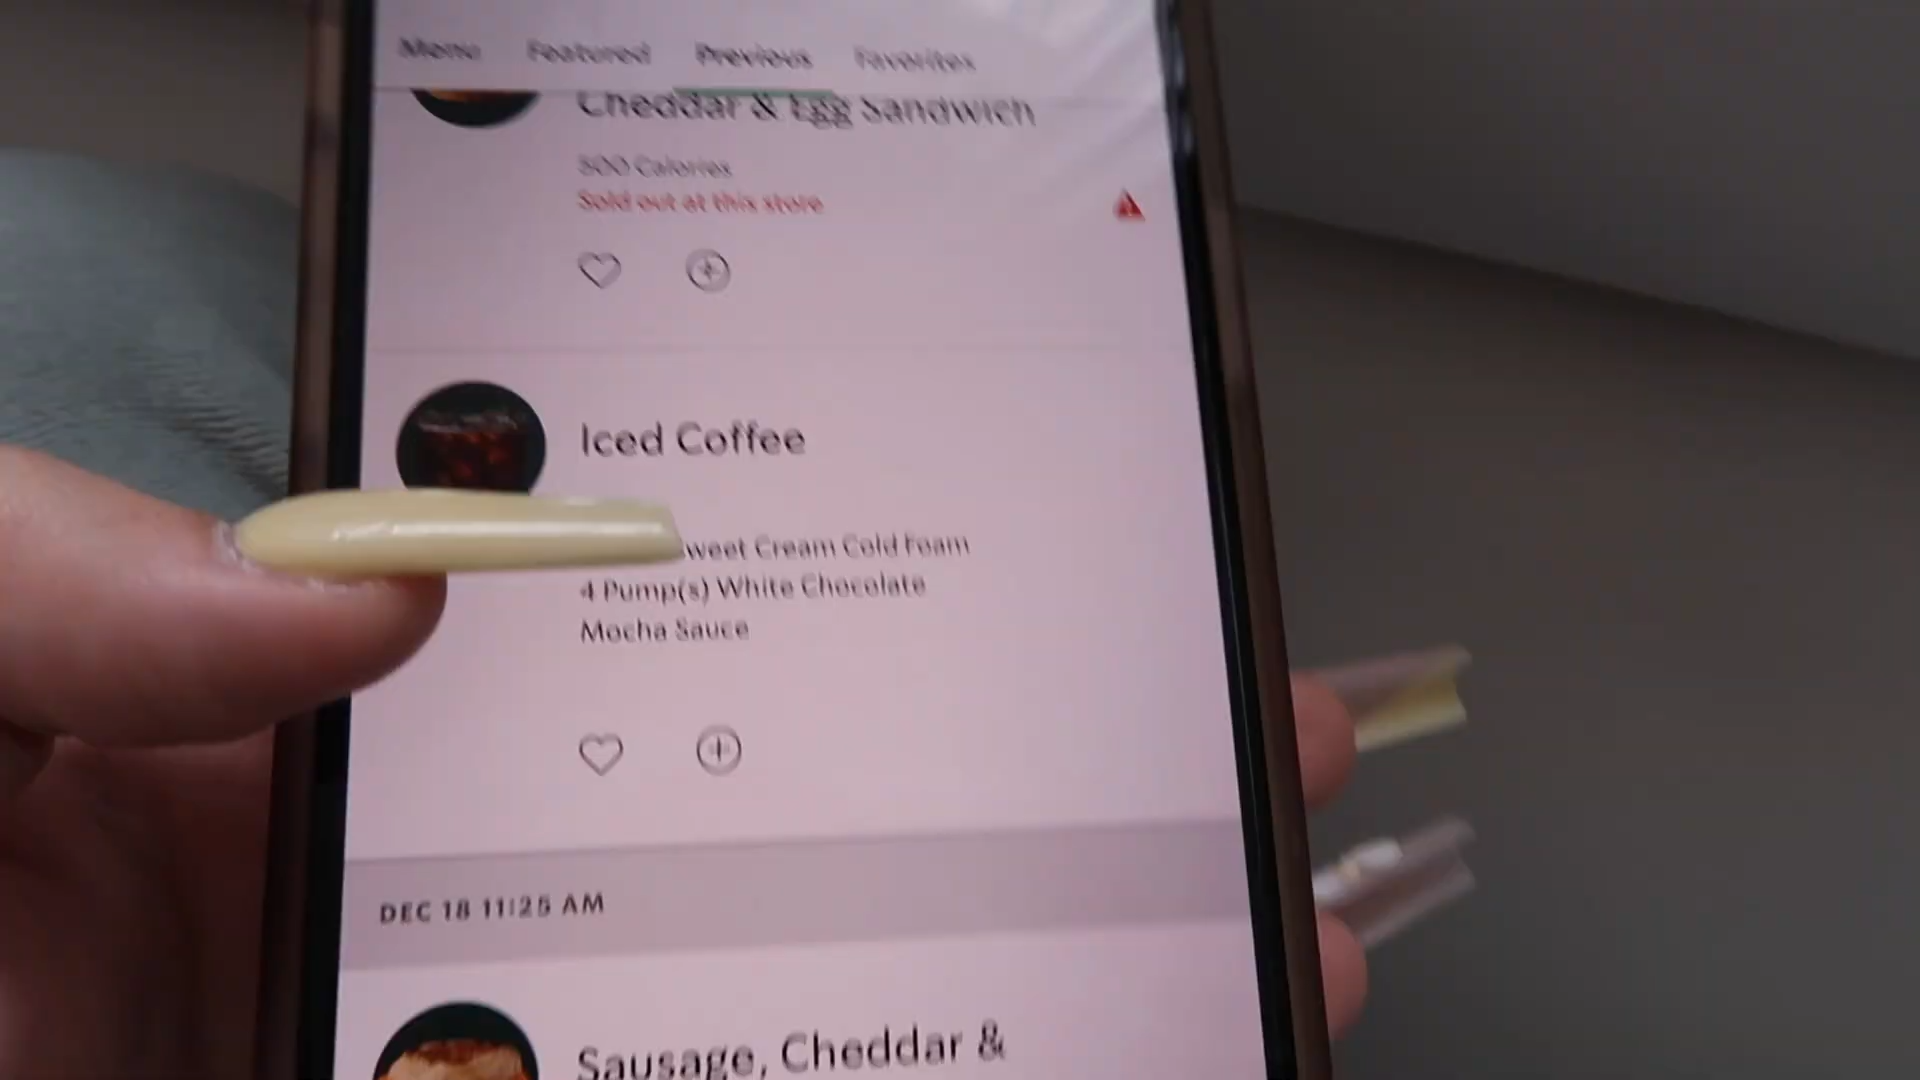 Menu Featured Previous Favorites
Cheddar & Egg Sandwich
500 Calories
Sold out at this store
Iced Coffee
weet Cream Cold Foam
4 Pump(s) White Chocolate
Mocha Sauce
DEC 18 11:25 AM
Sausage, Cheddar &